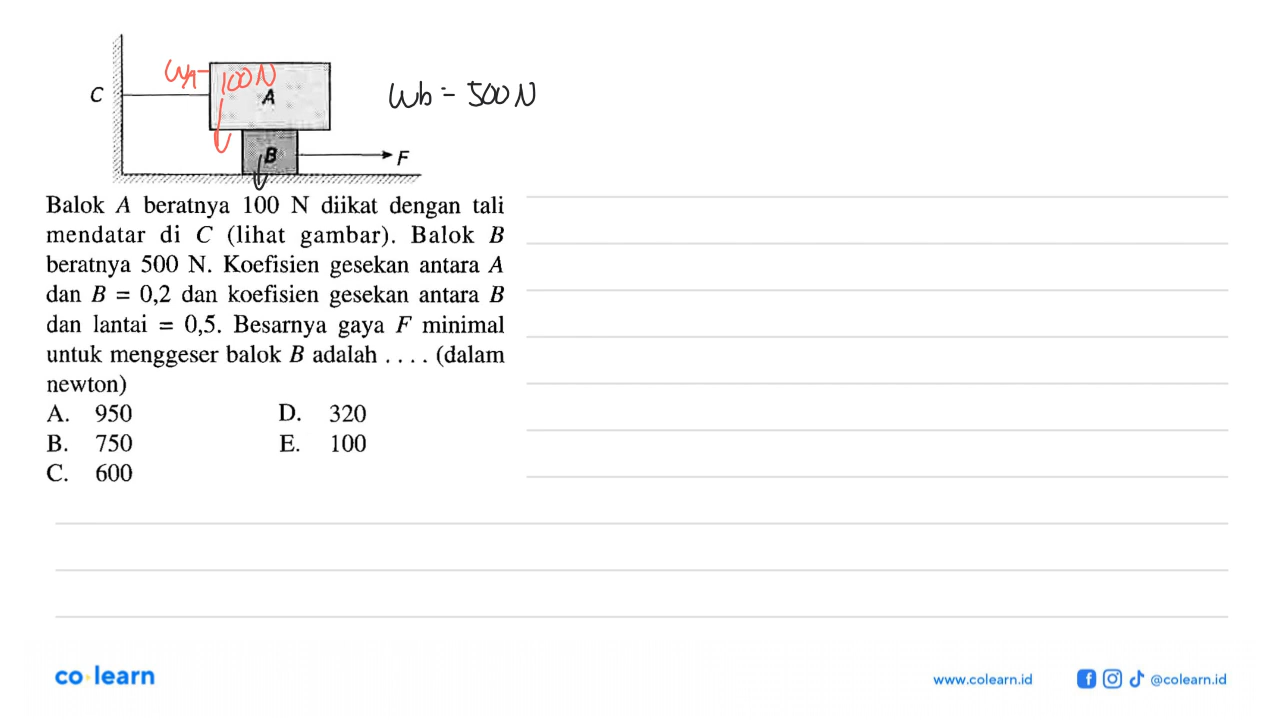 WA = 100 N
C
A
Wb = 500 N
B
F
Balok A beratnya 100 N diikat dengan tali
mendatar di C (lihat gambar). Balok B
beratnya 500 N. Koefisien gesekan antara A
dan B = 0,2 dan koefisien gesekan antara B
dan lantai = 0,5. Besarnya gaya F minimal
untuk menggeser balok B adalah . . . . (dalam
newton)
A. 950 D. 320
B. 750 E. 100
C. 600
co learn www.colearn.id @colearn.id